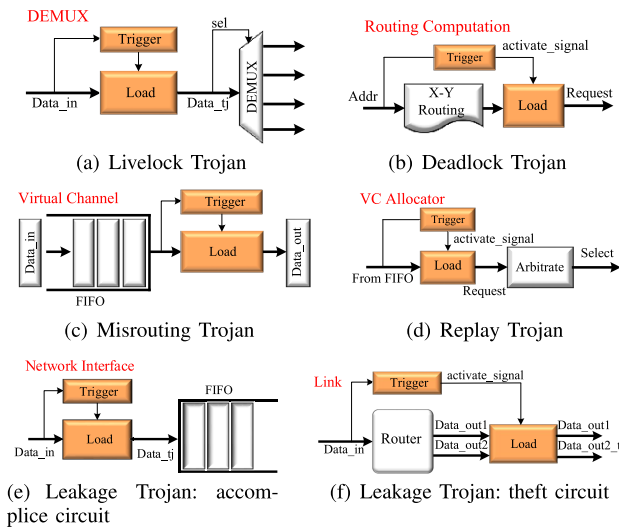 DEMUX
Trigger
sel
Load
DEMUX
Data_in
Data_tj
(a) Livelock Trojan
Routing Computation
Trigger
activate_signal
Addr
X-Y
Routing
Load
Request
(b) Deadlock Trojan
Virtual Channel
Trigger
Data_in
Load
Data_out
FIFO
(c) Misrouting Trojan
VC Allocator
Trigger
activate_signal
Select
Load
Arbitrate
From FIFO
Request
(d) Replay Trojan
Network Interface
Trigger
FIFO
Load
Data_in
Data_tj
(e) Leakage Trojan: accom-
plice circuit
Link
Trigger
activate_signal
Router
Data_out1
Data_out2
Load
Data_out1
Data_out2_t
Data_in
(f) Leakage Trojan: theft circuit